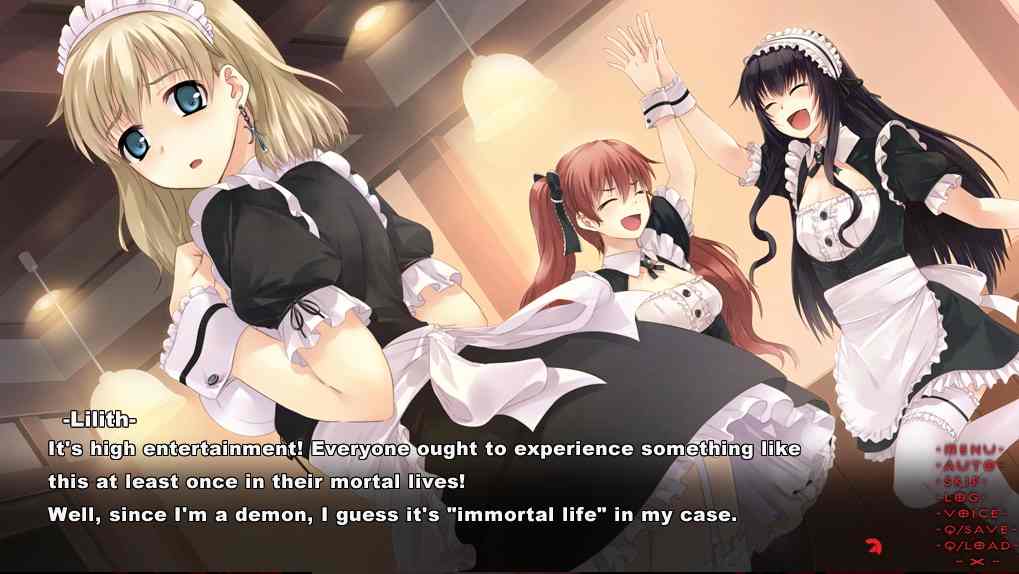 -Lilith-
It's high entertainment! Everyone ought to experience something like
this at least once in their mortal lives!
Well, since I'm a demon, I guess it's "immortal life" in my case.
-MENU-
-AUTO-
-SKIP-
-LOG-
-VOICE-
-Q/SAVE-
-Q/LOAD-
-- X --